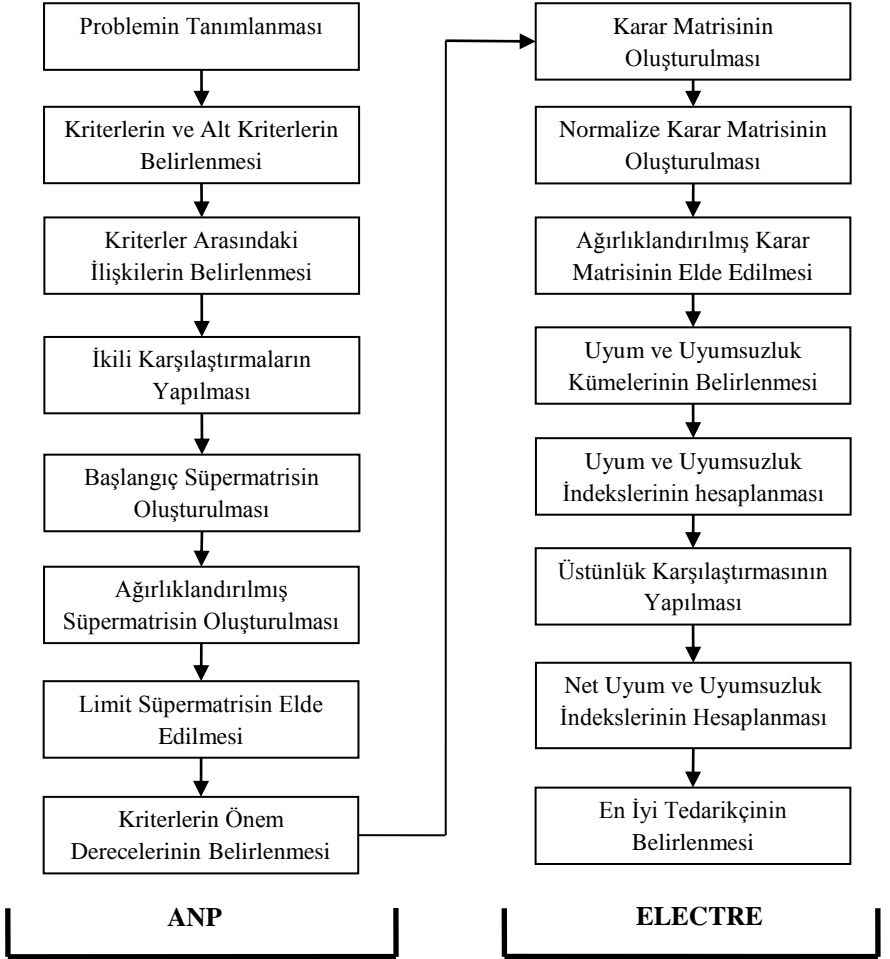 Problemin Tanımlanması
Kriterlerin ve Alt Kriterlerin
Belirlenmesi
Kriterler Arasındaki
İlişkilerin Belirlenmesi
İkili Karşılaştırmaların
Yapılması
Başlangıç Süpermatrisin
Oluşturulması
Ağırlıklandırılmış
Süpermatrisin Oluşturulması
Limit Süpermatrisin Elde
Edilmesi
Kriterlerin Önem
Derecelerinin Belirlenmesi
ANP
Karar Matrisinin
Oluşturulması
Normalize Karar Matrisinin
Oluşturulması
Ağırlıklandırılmış Karar
Matrisinin Elde Edilmesi
Uyum ve Uyumsuzluk
Kümelerinin Belirlenmesi
Uyum ve Uyumsuzluk
İndekslerinin hesaplanması
Üstünlük Karşılaştırmasının
Yapılması
Net Uyum ve Uyumsuzluk
İndekslerinin Hesaplanması
En İyi Tedarikçinin
Belirlenmesi
ELECTRE